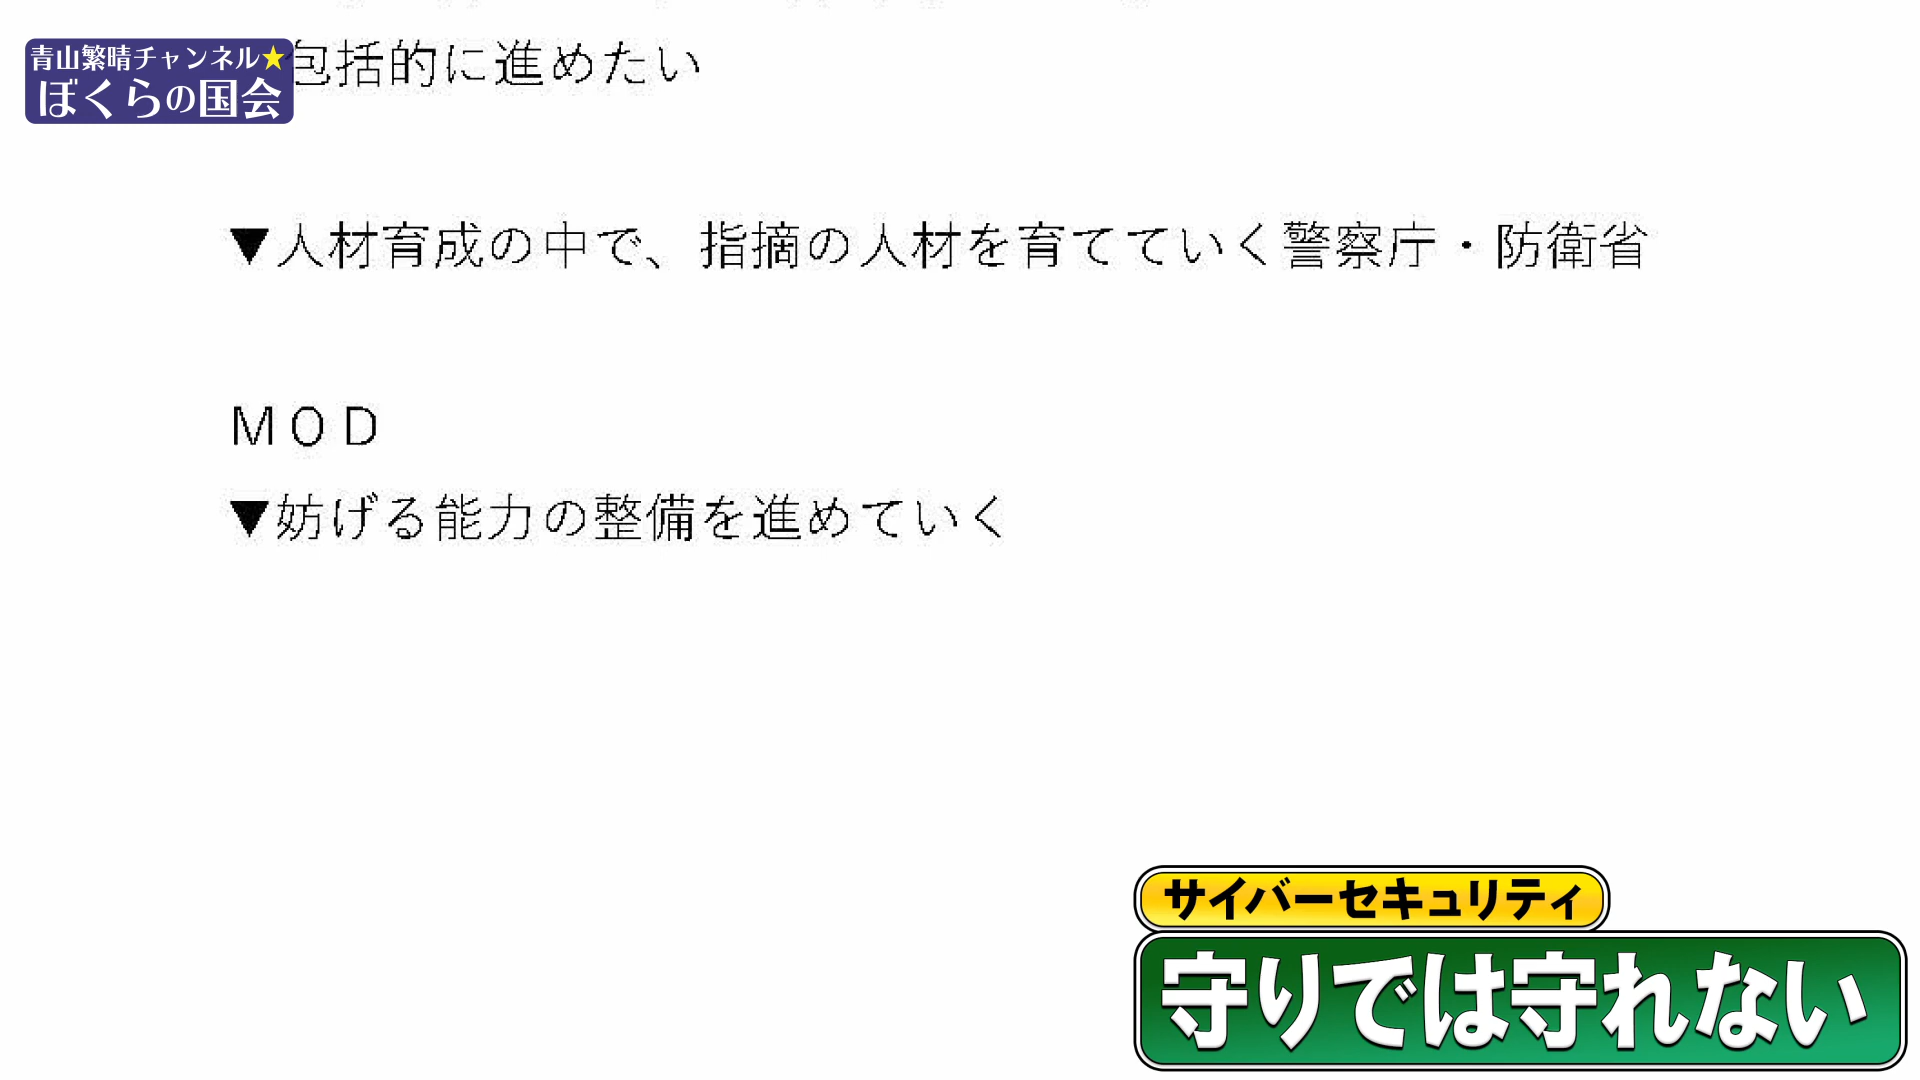 青山繁晴チャンネル★
ぼくらの国会
包括的に進めたい
▼人材育成の中で、指摘の人材を育てていく警察庁・防衛省
ＭＯＤ
▼妨げる能力の整備を進めていく
サイバーセキュリティ
守りでは守れない